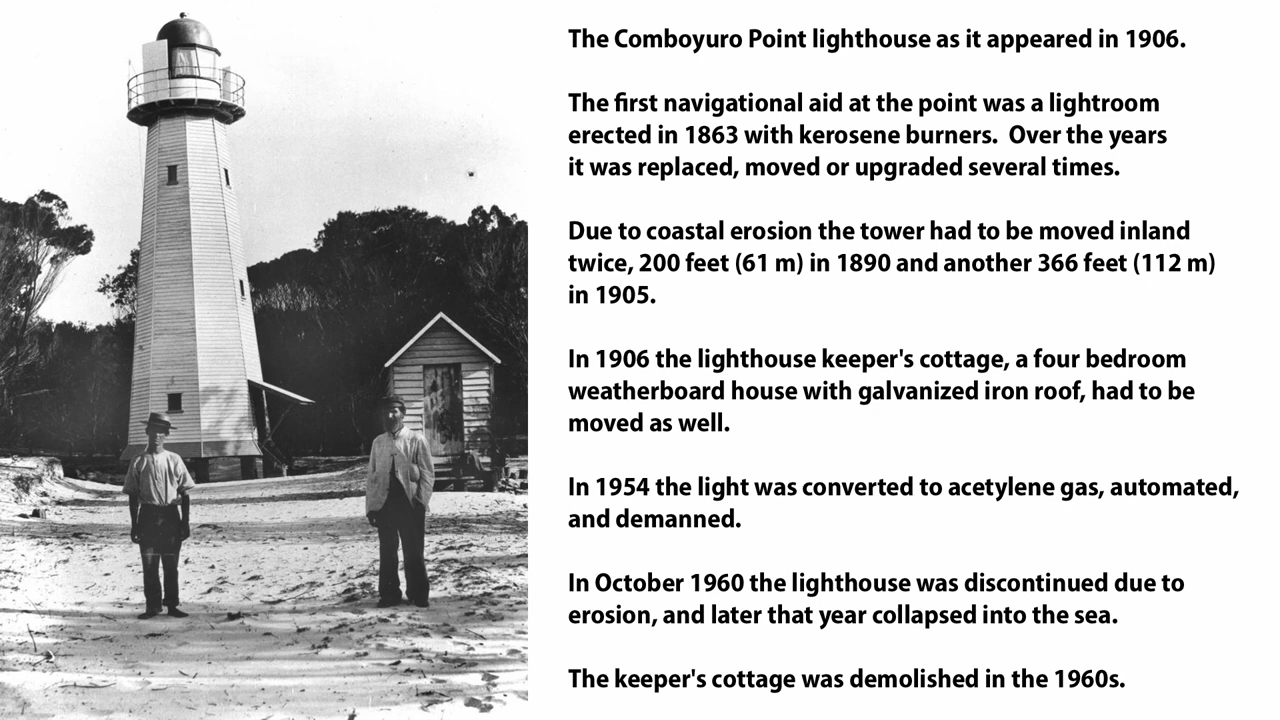 The Comboyuro Point lighthouse as it appeared in 1906.
The first navigational aid at the point was a lightroom
erected in 1863 with kerosene burners.  Over the years
it was replaced, moved or upgraded several times.
Due to coastal erosion the tower had to be moved inland
twice, 200 feet (61 m) in 1890 and another 366 feet (112 m)
in 1905.
In 1906 the lighthouse keeper's cottage, a four bedroom
weatherboard house with galvanized iron roof, had to be
moved as well.
In 1954 the light was converted to acetylene gas, automated,
and demanned.
In October 1960 the lighthouse was discontinued due to
erosion, and later that year collapsed into the sea.
The keeper's cottage was demolished in the 1960s.